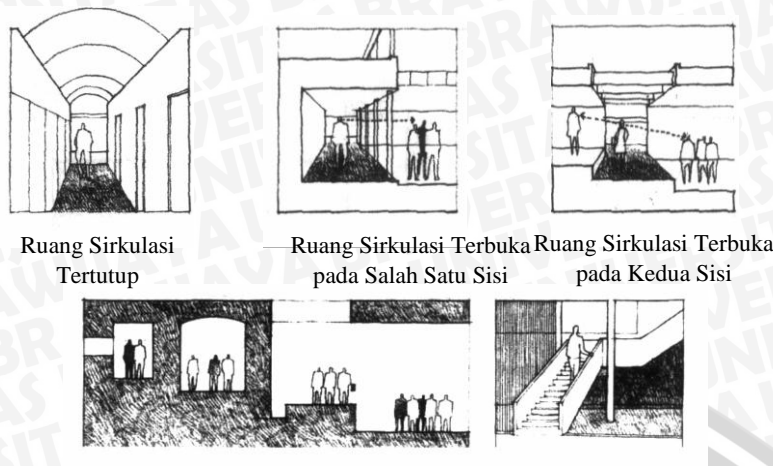 Ruang Sirkulasi
Tertutup
Ruang Sirkulasi Terbuka
pada Salah Satu Sisi
Ruang Sirkulasi Terbuka
pada Kedua Sisi